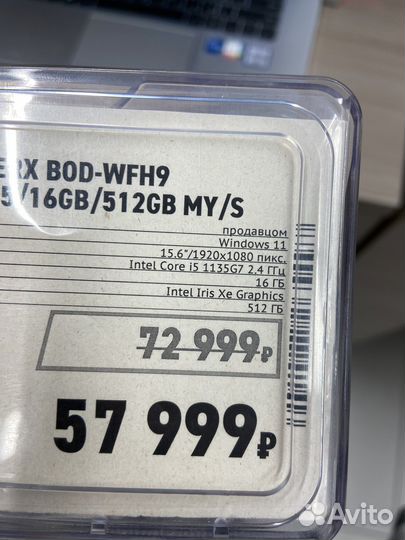 ERX BOD-WFH9
5/16GB/512GB MY/S
продавцом
Windows 11
15.6"/1920x1080 пикс.
Intel Core i5 1135G7 2.4 ГГц
16 ГБ
Intel Iris Xe Graphics
512 ГБ
72 999₽
57 999₽
Avito